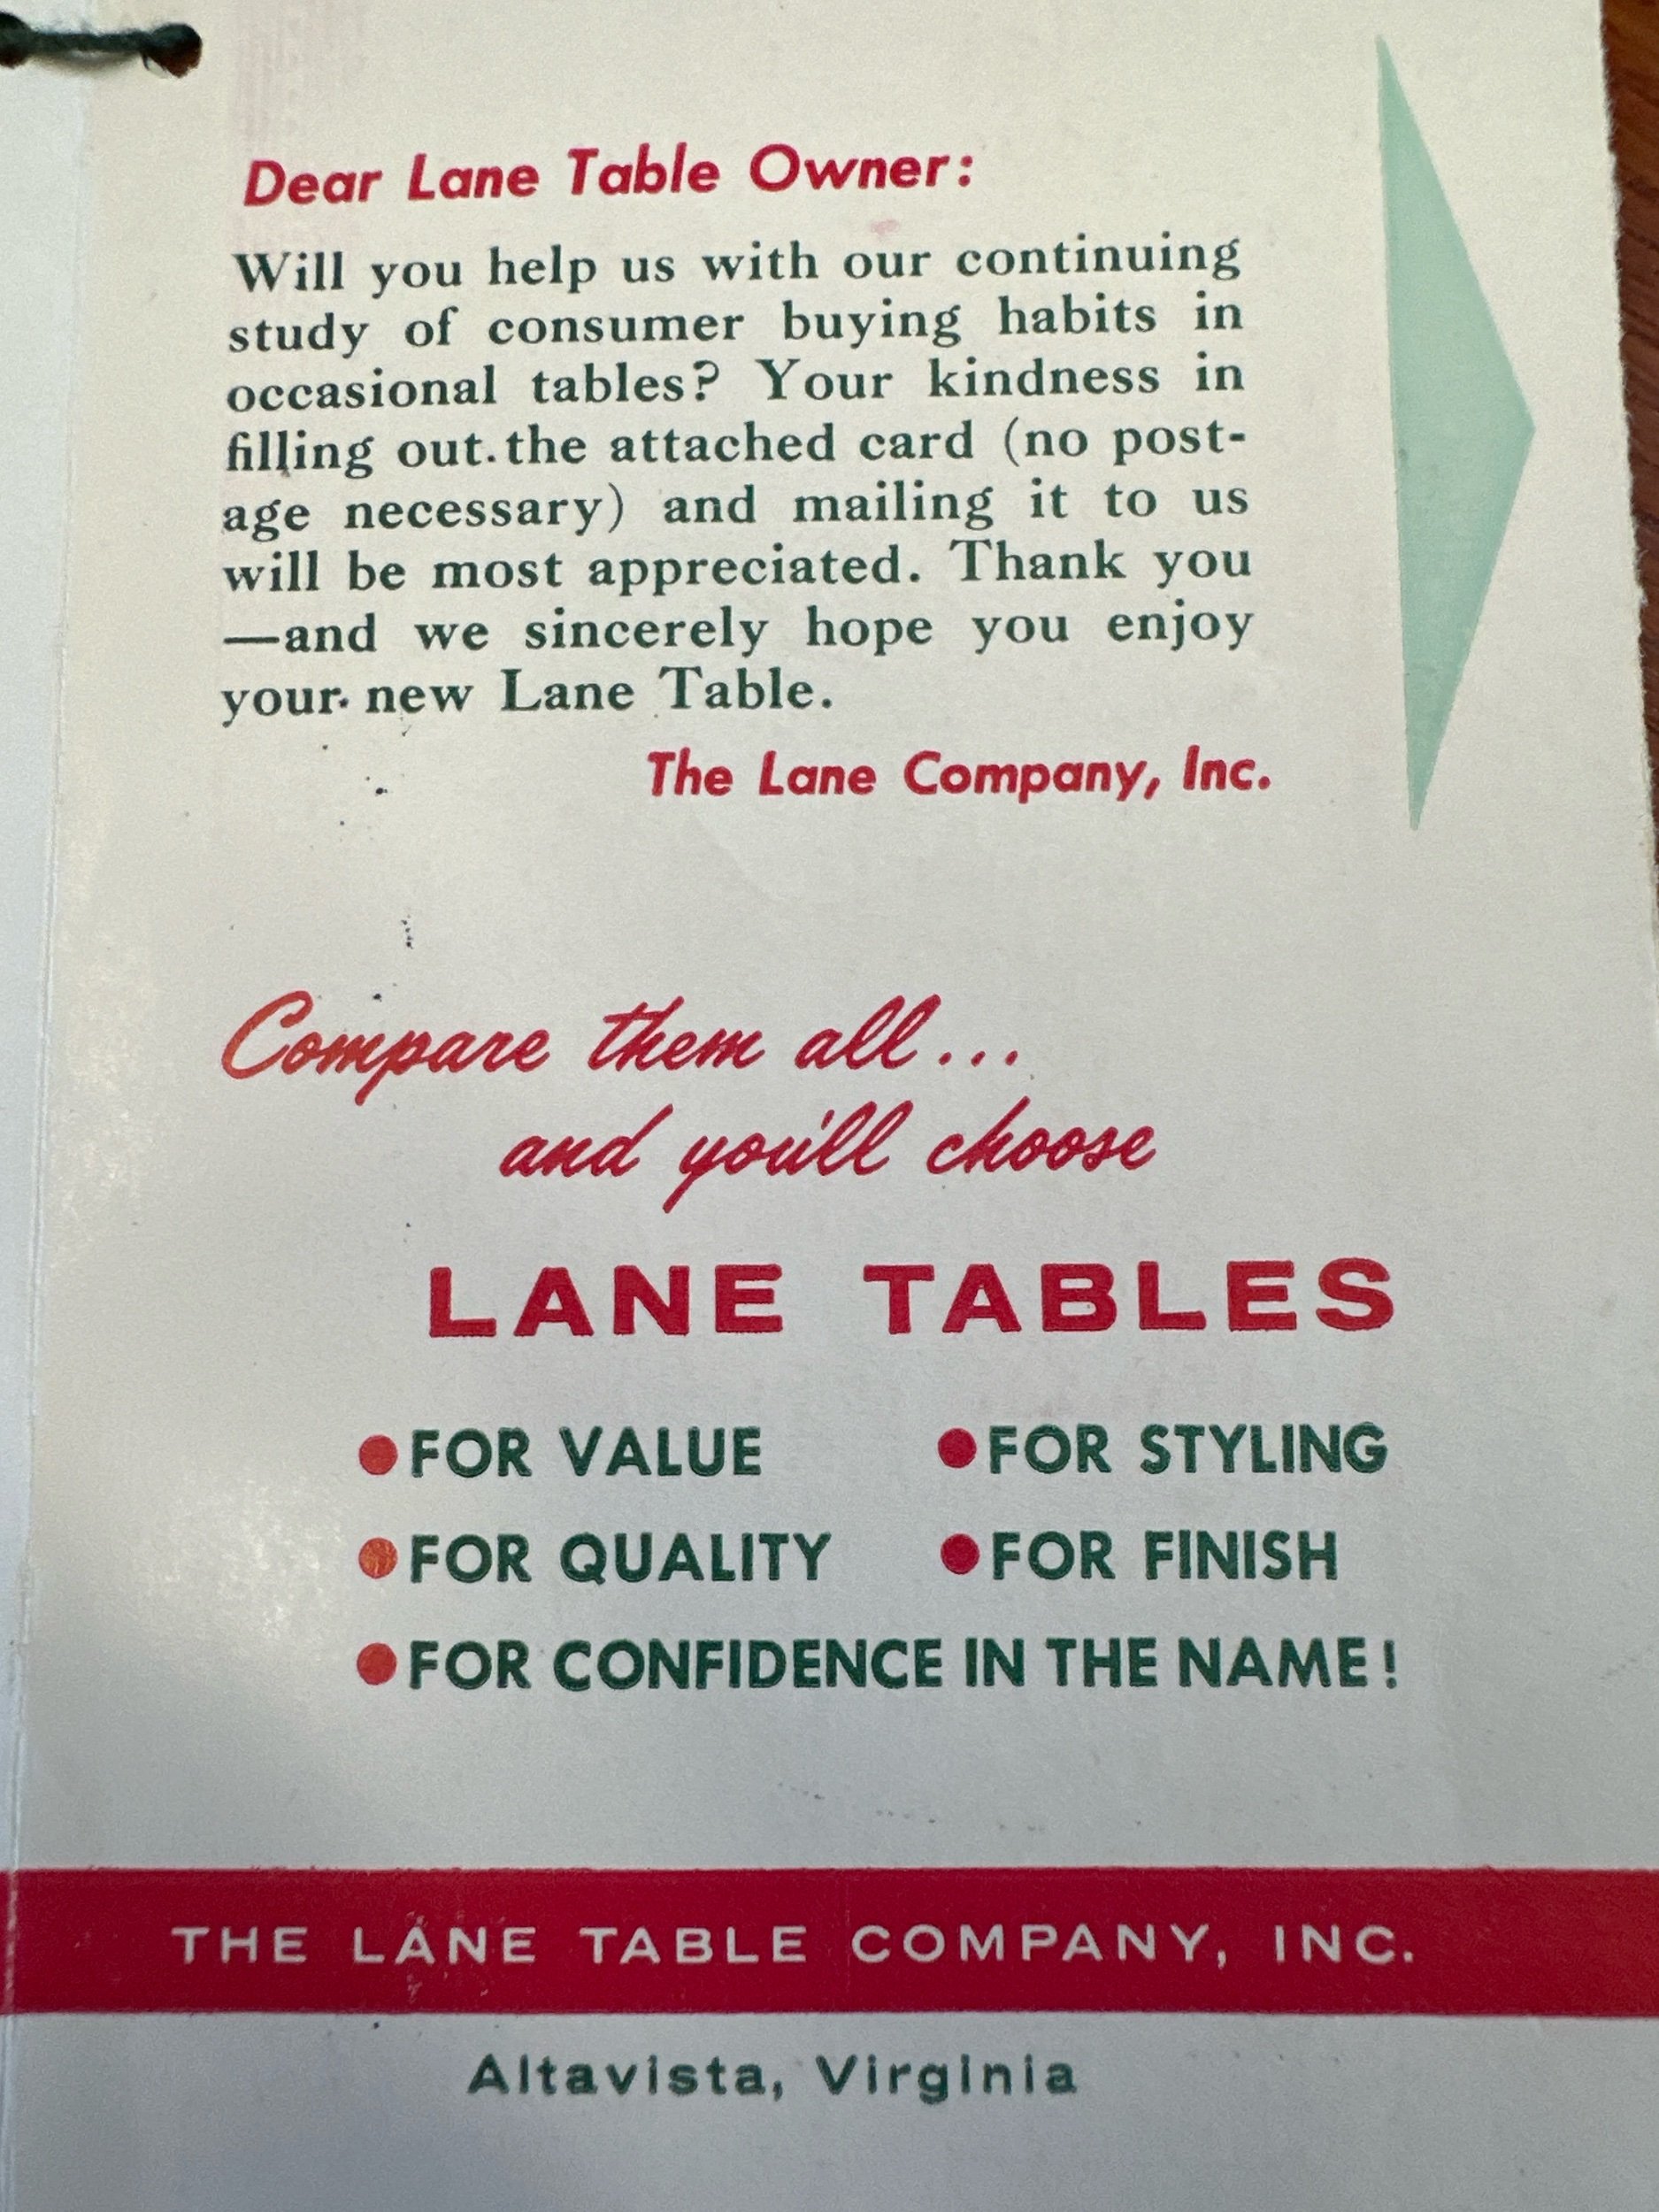 Dear Lane Table Owner:
Will you help us with our continuing
study of consumer buying habits in
occasional tables? Your kindness in
filling out the attached card (no post-
age necessary) and mailing it to us
will be most appreciated. Thank you
—and we sincerely hope you enjoy
your new Lane Table.
The Lane Company, Inc.
Compare them all...
and you'll choose
LANE TABLES
● FOR VALUE ● FOR STYLING
● FOR QUALITY ● FOR FINISH
● FOR CONFIDENCE IN THE NAME!
THE LANE TABLE COMPANY, INC.
Altavista, Virginia